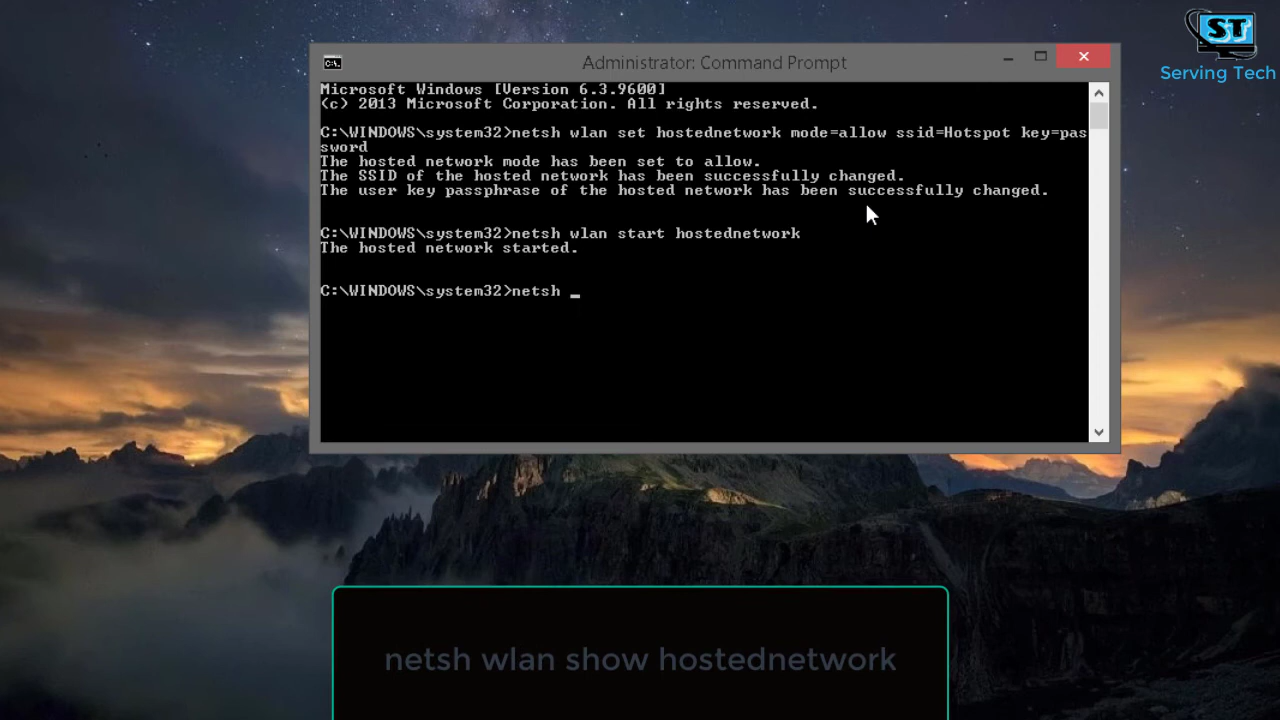 ST
Serving Tech
C:\.
Administrator: Command Prompt
Microsoft Windows [Version 6.3.9600]
(c) 2013 Microsoft Corporation. All rights reserved.
C:\WINDOWS\system32>netsh wlan set hostednetwork mode=allow ssid=Hotspot key=pas
sword
The hosted network mode has been set to allow.
The SSID of the hosted network has been successfully changed.
The user key passphrase of the hosted network has been successfully changed.
C:\WINDOWS\system32>netsh wlan start hostednetwork
The hosted network started.
C:\WINDOWS\system32>netsh _
netsh wlan show hostednetwork